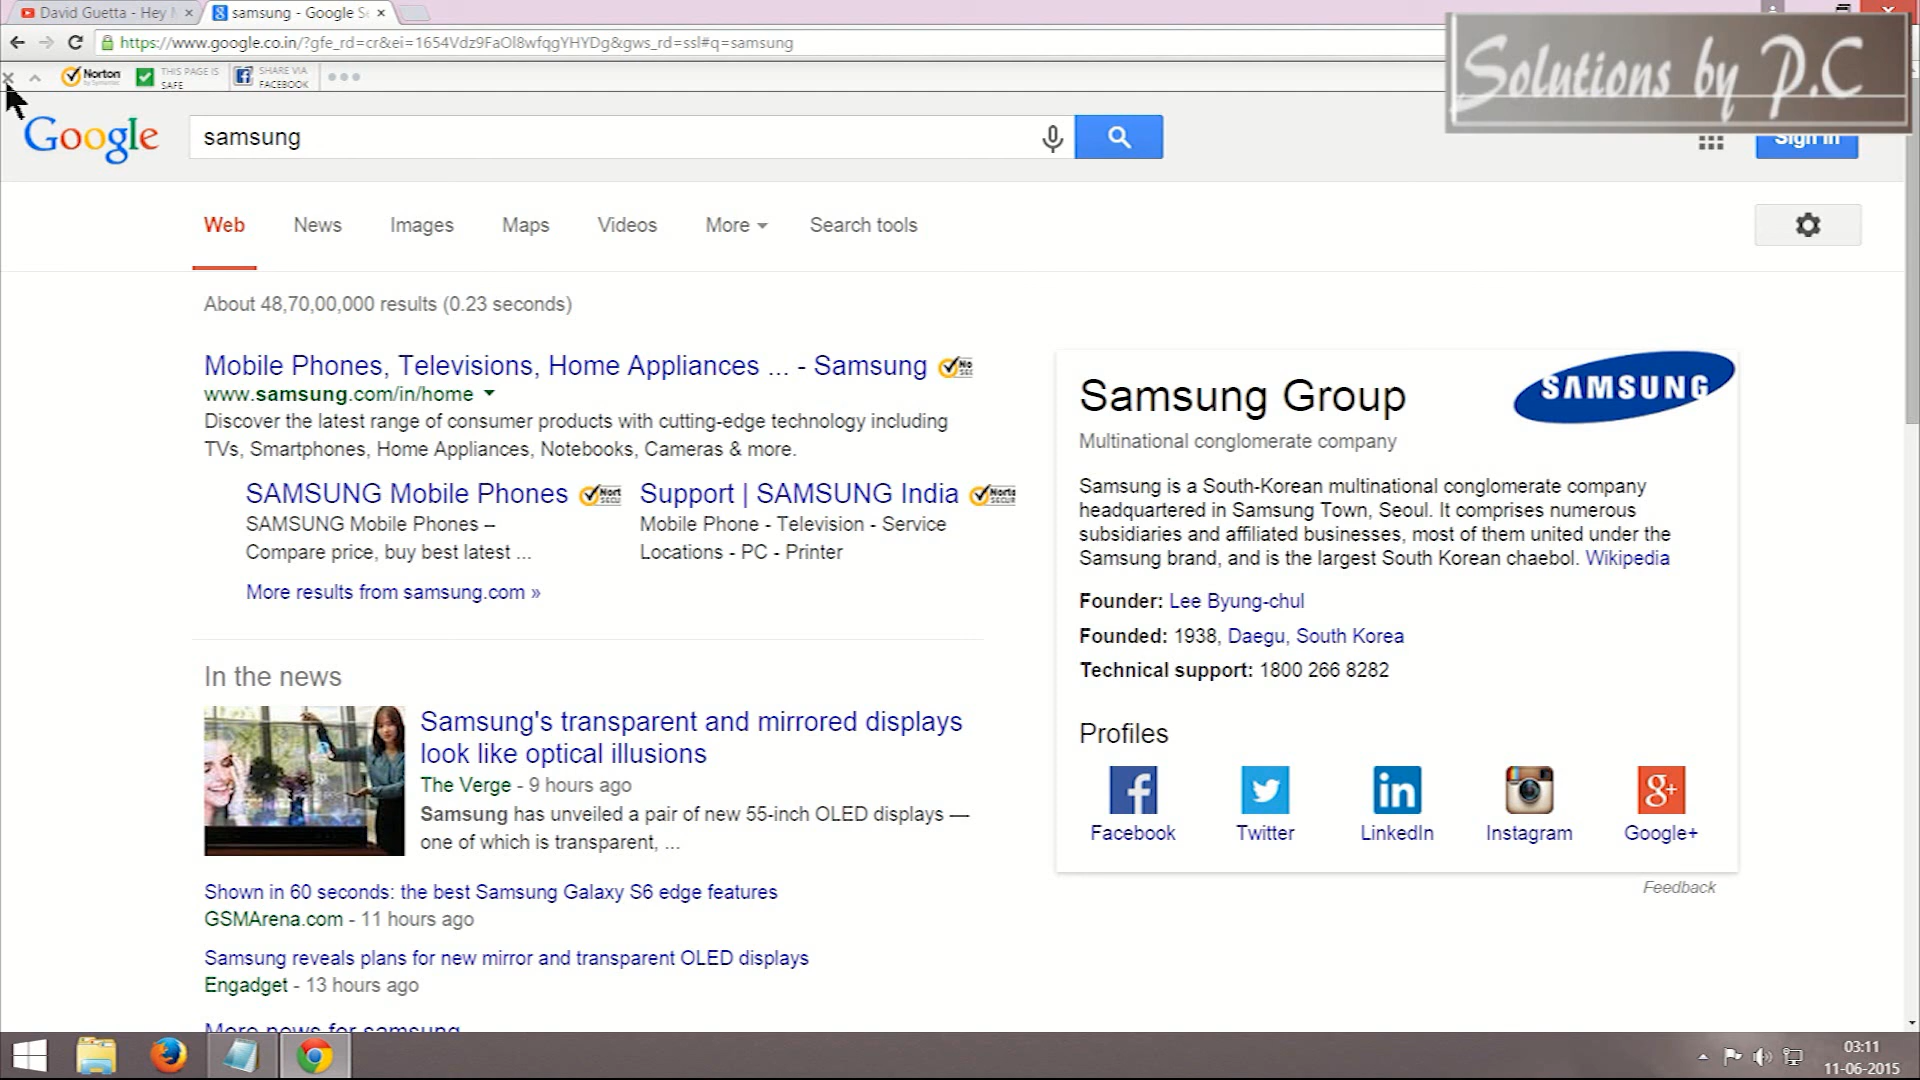 David Guetta - Hey
samsung - Google S
https://www.google.co.in/?gfe_rd=cr&ei=1654Vdz9FaOl8wfqgYHYDg&gws_rd=ssl#q=samsung
Solutions by P.C
Norton
by Symantec
THIS PAGE IS
SAFE
SHARE VIA
FACEBOOK
Google
samsung
Sign in
Web
News
Images
Maps
Videos
More
Search tools
About 48,70,00,000 results (0.23 seconds)
Mobile Phones, Televisions, Home Appliances ... - Samsung
www.samsung.com/in/home
Discover the latest range of consumer products with cutting-edge technology including
TVs, Smartphones, Home Appliances, Notebooks, Cameras & more.
SAMSUNG Mobile Phones
SAMSUNG Mobile Phones –
Compare price, buy best latest ...
Support | SAMSUNG India
Mobile Phone - Television - Service
Locations - PC - Printer
More results from samsung.com »
In the news
Samsung's transparent and mirrored displays
look like optical illusions
The Verge - 9 hours ago
Samsung has unveiled a pair of new 55-inch OLED displays —
one of which is transparent, ...
Shown in 60 seconds: the best Samsung Galaxy S6 edge features
GSMArena.com - 11 hours ago
Samsung reveals plans for new mirror and transparent OLED displays
Engadget - 13 hours ago
More news for samsung
Samsung Group
SAMSUNG
Multinational conglomerate company
Samsung is a South-Korean multinational conglomerate company
headquartered in Samsung Town, Seoul. It comprises numerous
subsidiaries and affiliated businesses, most of them united under the
Samsung brand, and is the largest South Korean chaebol. Wikipedia
Founder: Lee Byung-chul
Founded: 1938, Daegu, South Korea
Technical support: 1800 266 8282
Profiles
Facebook
Twitter
LinkedIn
Instagram
Google+
Feedback
03:11
11-06-2015